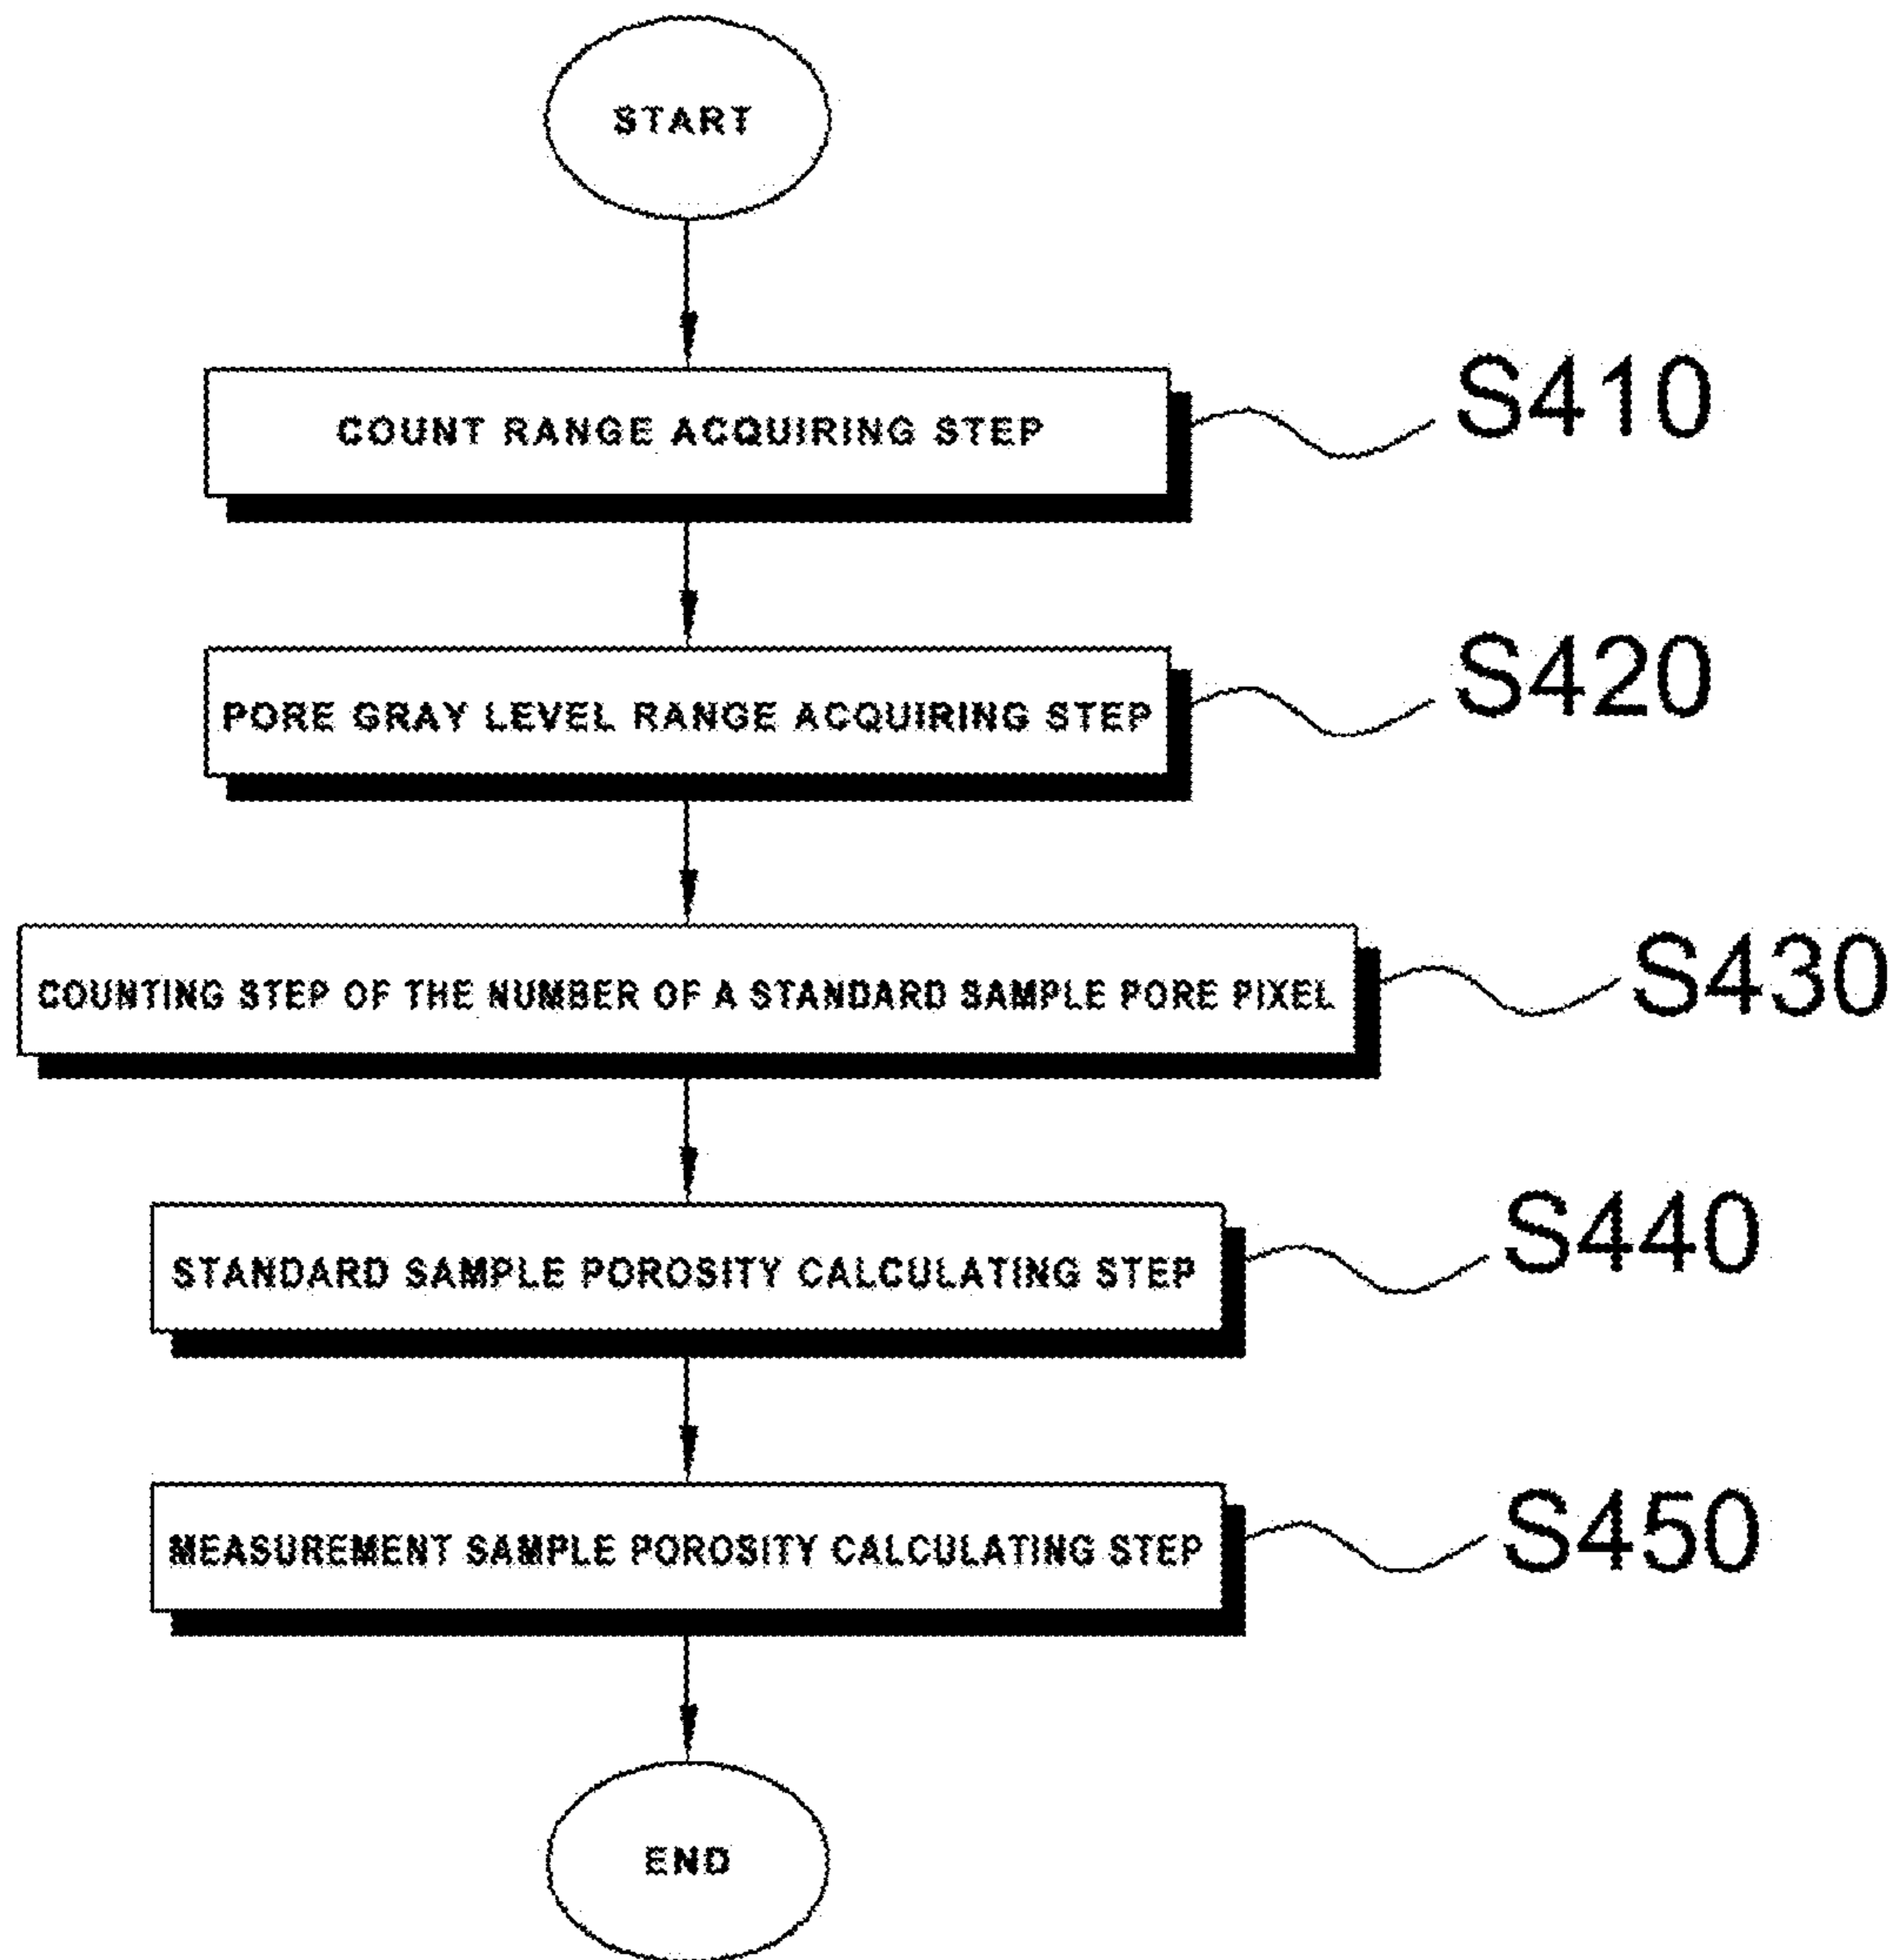 START
COUNT RANGE ACQUIRING STEP
S410
PORE GRAY LEVEL RANGE ACQUIRING STEP
S420
COUNTING STEP OF THE NUMBER OF A STANDARD SAMPLE PORE PIXEL
S430
STANDARD SAMPLE POROSITY CALCULATING STEP
S440
MEASUREMENT SAMPLE POROSITY CALCULATING STEP
S450
END